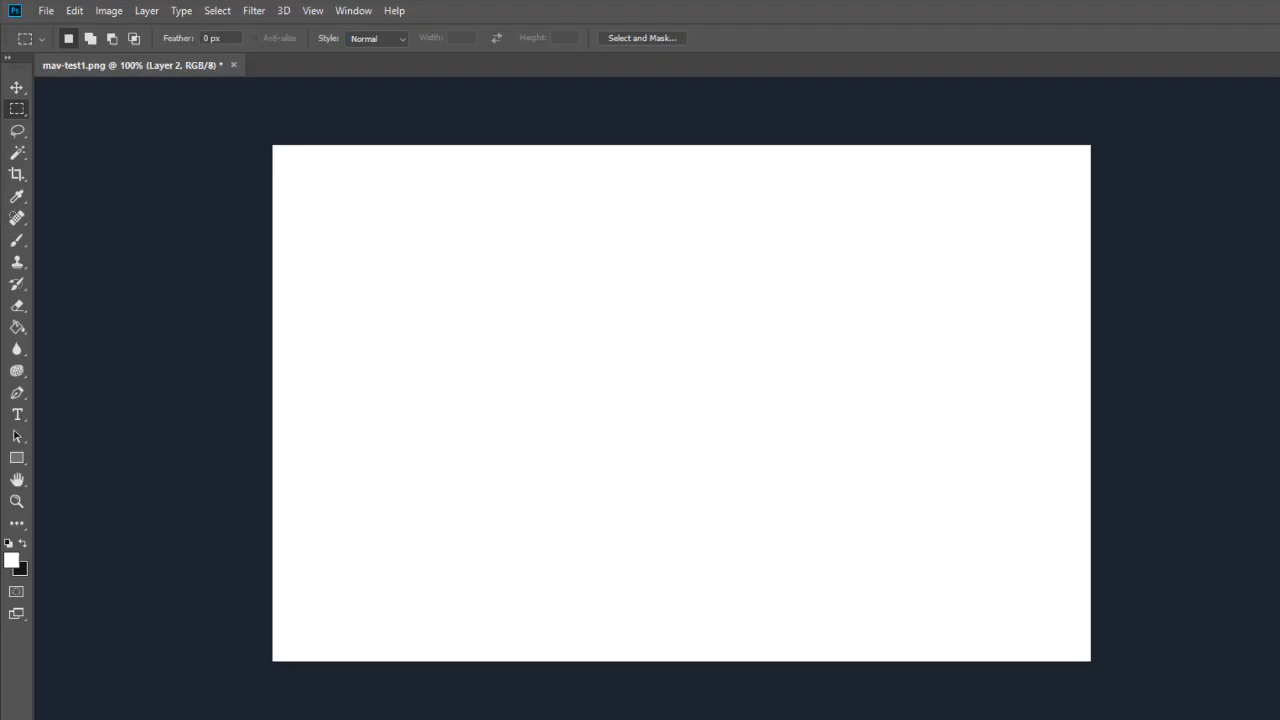 Ps File Edit Image Layer Type Select Filter 3D View Window Help
Feather: 0 px Anti-alias Style: Normal Width: Height: Select and Mask...
mav-test1.png @ 100% (Layer 2, RGB/8) * ×
T